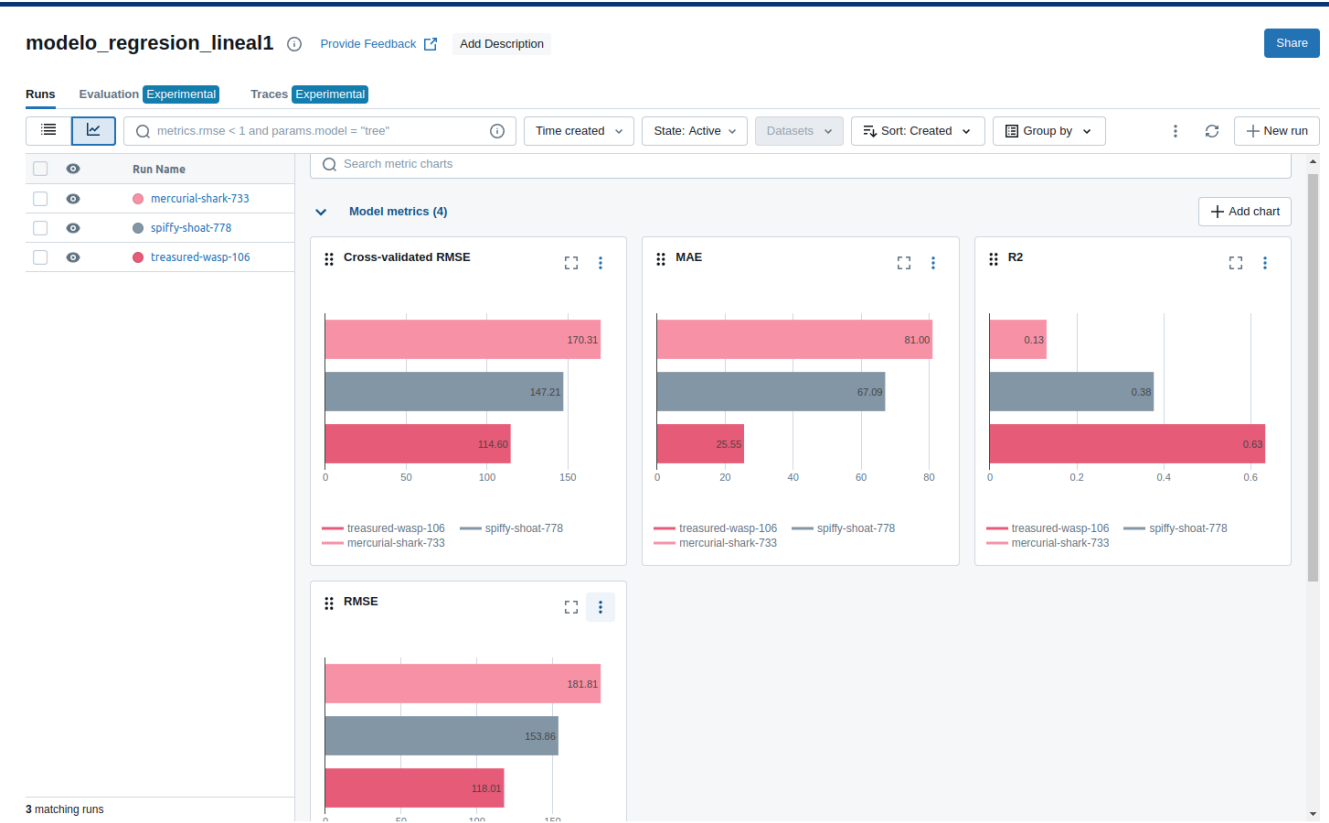 modelo_regresion_lineal1 Provide Feedback Add Description Share
Runs Evaluation Experimental Traces Experimental
metrics.rmse < 1 and params.model = "tree" Time created State: Active Datasets Sort: Created Group by New run
Run Name
mercurial-shark-733
spiffy-shoat-778
treasured-wasp-106
3 matching runs
Search metric charts
Model metrics (4) Add chart
Cross-validated RMSE
170.31
147.21
114.60
0 50 100 150
treasured-wasp-106 spiffy-shoat-778
mercurial-shark-733
MAE
81.00
67.09
25.55
0 20 40 60 80
treasured-wasp-106 spiffy-shoat-778
mercurial-shark-733
R2
0.13
0.38
0.63
0 0.2 0.4 0.6
treasured-wasp-106 spiffy-shoat-778
mercurial-shark-733
RMSE
181.81
153.86
118.01
0 50 100 150